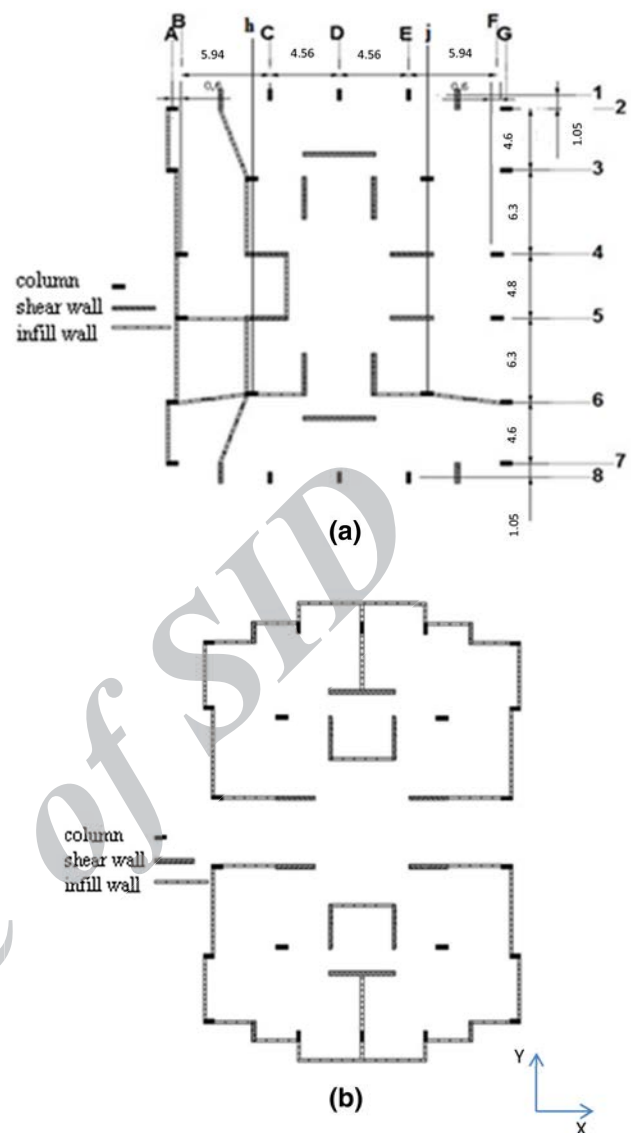 A B h C D E j F G
5.94 4.56 4.56 5.94
0,6 0,6
1
2
1.05
4.6
3
6.3
4
4.8
5
6.3
6
4.6
7
8
1.05
column
shear wall
infill wall
(a)
of SID
column
shear wall
infill wall
(b)
Y
X